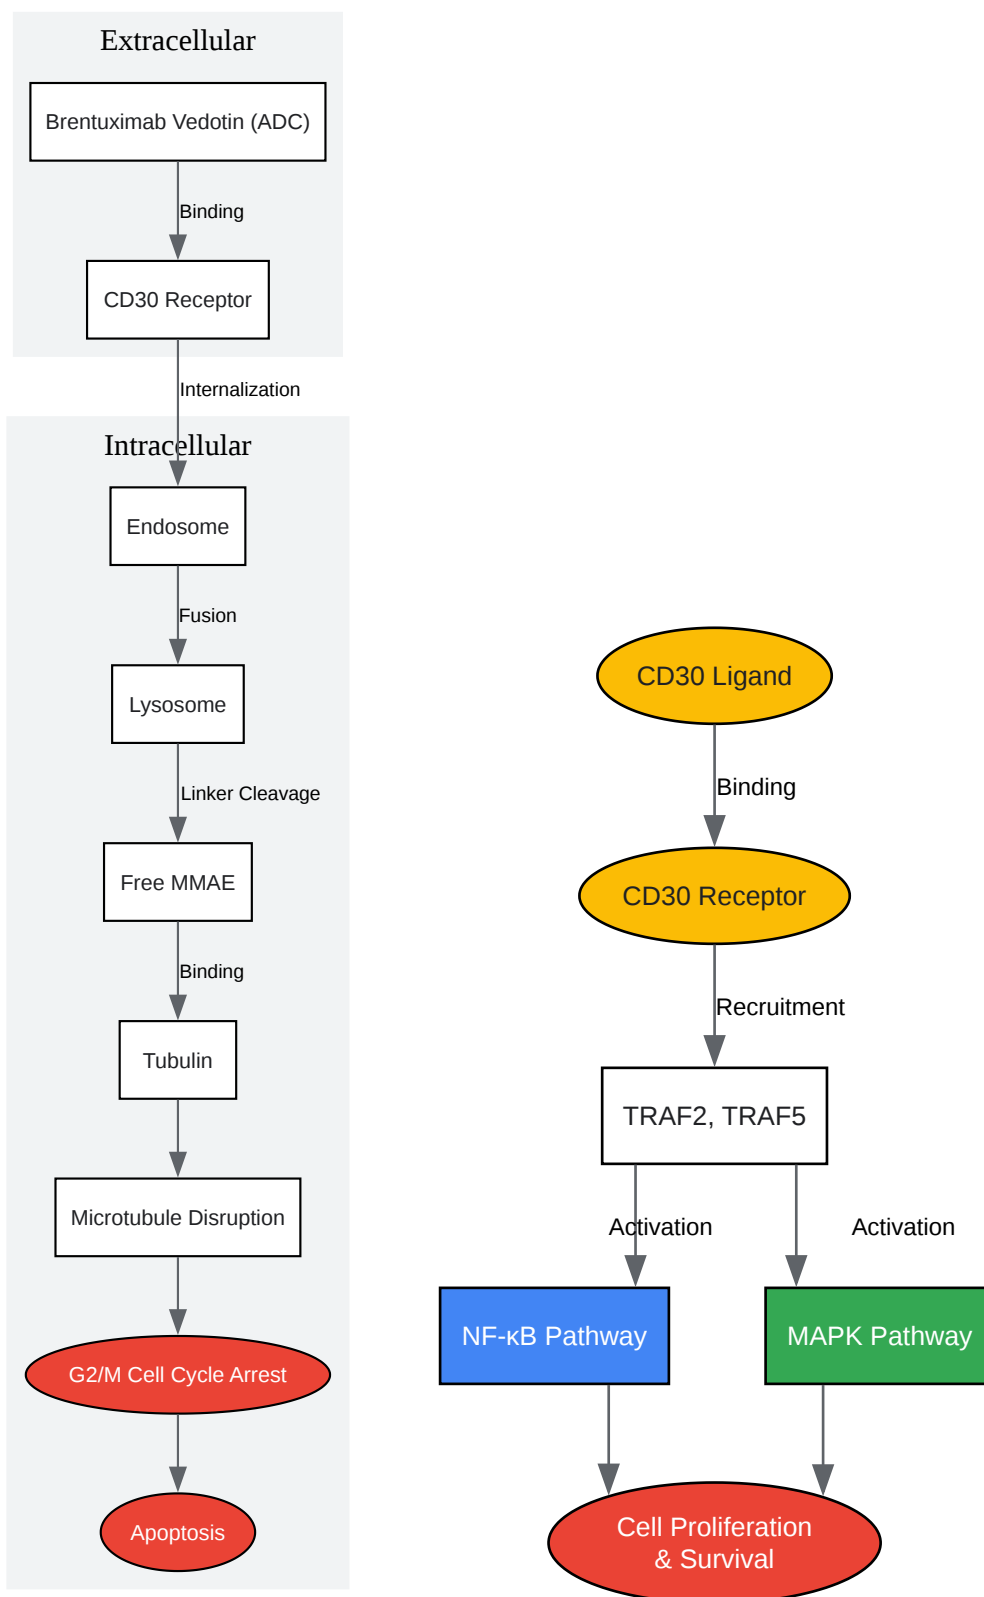 Extracellular
Brentuximab Vedotin (ADC)
Binding
CD30 Receptor
Internalization
Intracellular
Endosome
Fusion
Lysosome
Linker Cleavage
Free MMAE
Binding
Tubulin
Microtubule Disruption
G2/M Cell Cycle Arrest
Apoptosis
CD30 Ligand
Binding
CD30 Receptor
Recruitment
TRAF2, TRAF5
Activation
Activation
NF-κB Pathway
MAPK Pathway
Cell Proliferation
& Survival